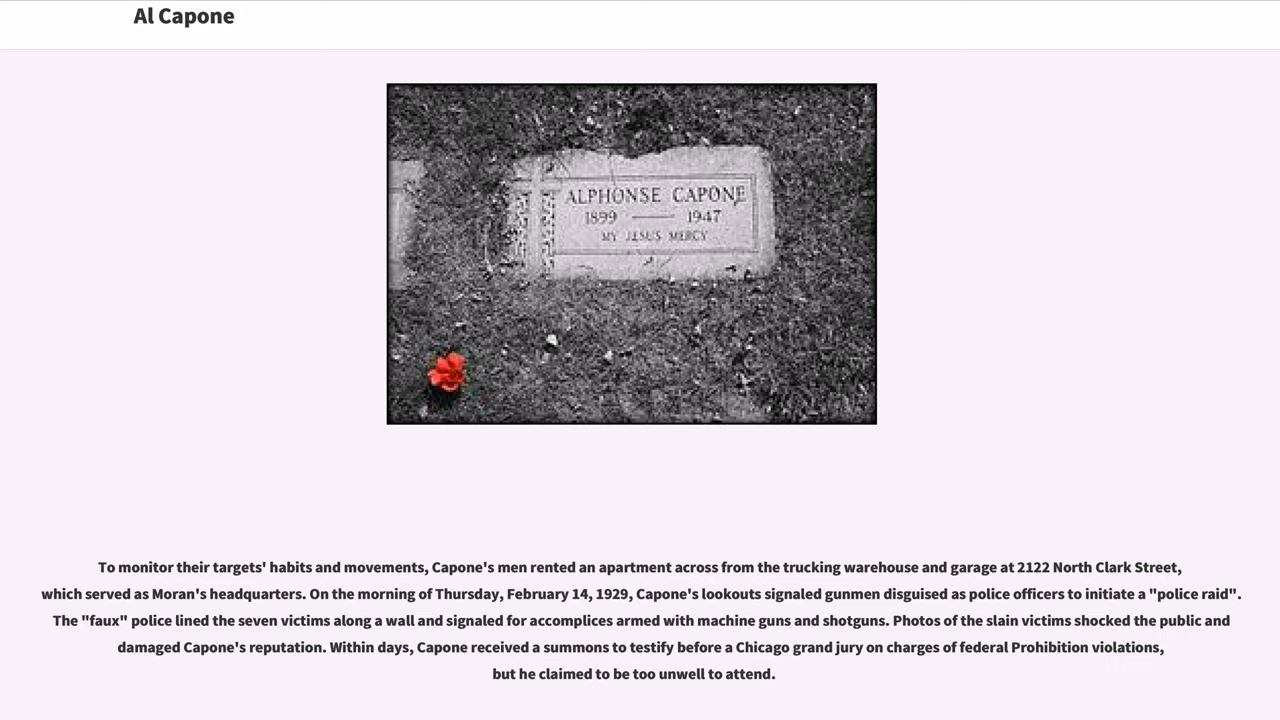 Al Capone
ALPHONSE CAPONE
1899 — 1947
MY JESUS MERCY
To monitor their targets' habits and movements, Capone's men rented an apartment across from the trucking warehouse and garage at 2122 North Clark Street,
which served as Moran's headquarters. On the morning of Thursday, February 14, 1929, Capone's lookouts signaled gunmen disguised as police officers to initiate a "police raid".
The "faux" police lined the seven victims along a wall and signaled for accomplices armed with machine guns and shotguns. Photos of the slain victims shocked the public and
damaged Capone's reputation. Within days, Capone received a summons to testify before a Chicago grand jury on charges of federal Prohibition violations,
but he claimed to be too unwell to attend.